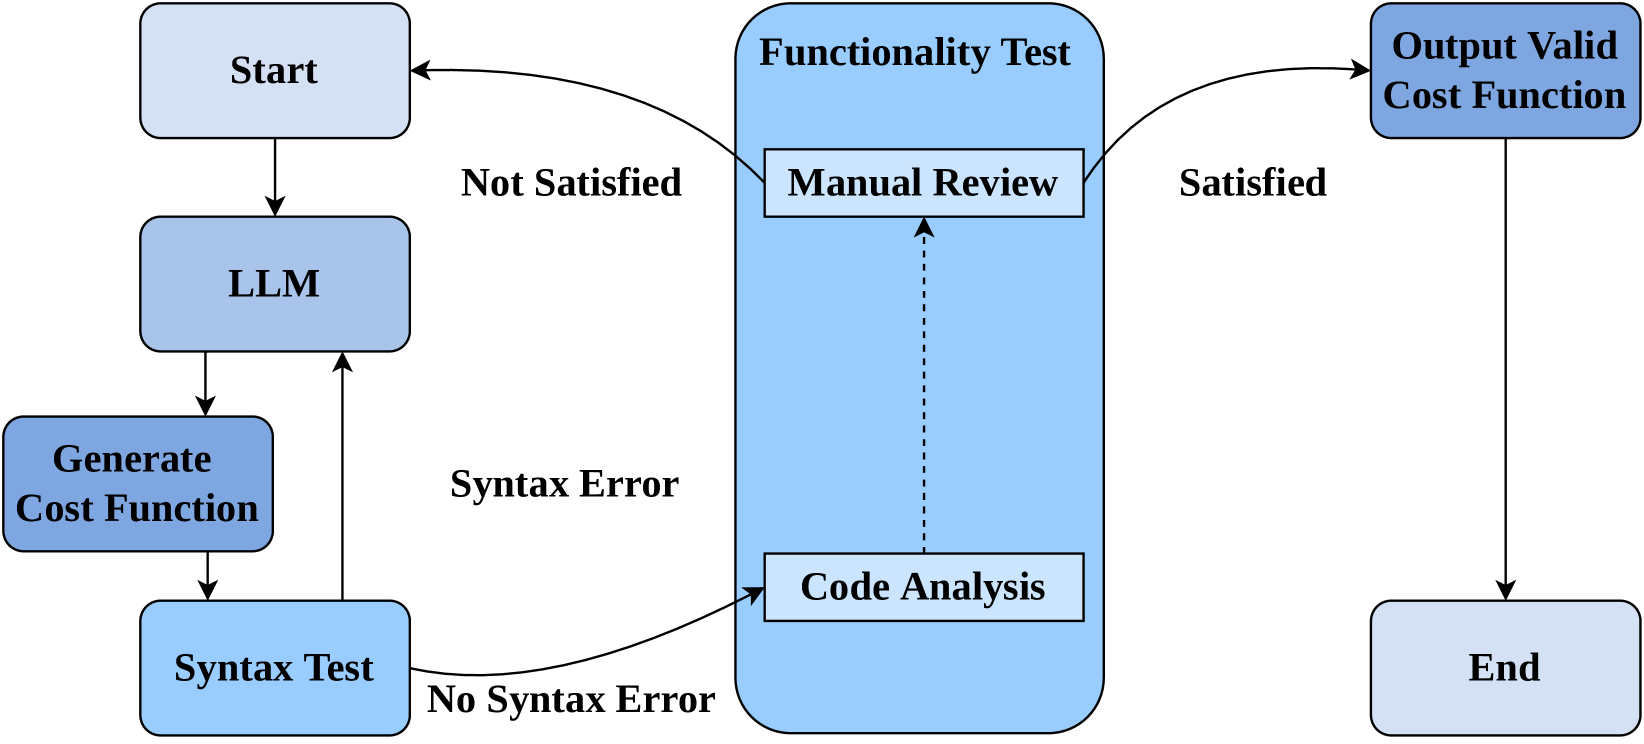 Start
Functionality Test
Output Valid
Cost Function
Not Satisfied
Manual Review
Satisfied
LLM
Generate
Cost Function
Syntax Error
Code Analysis
Syntax Test
No Syntax Error
End